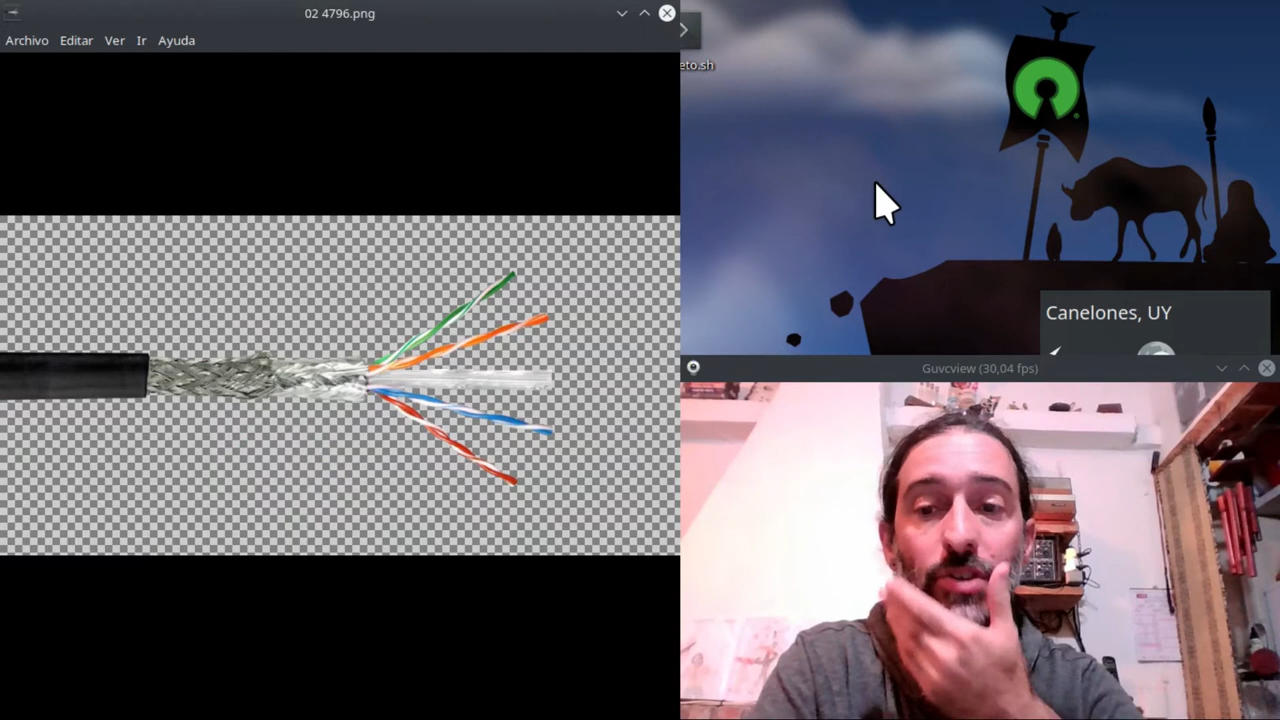 02 4796.png
Archivo Editar Ver Ir Ayuda
eto.sh
Canelones, UY
Guvcview (30,04 fps)